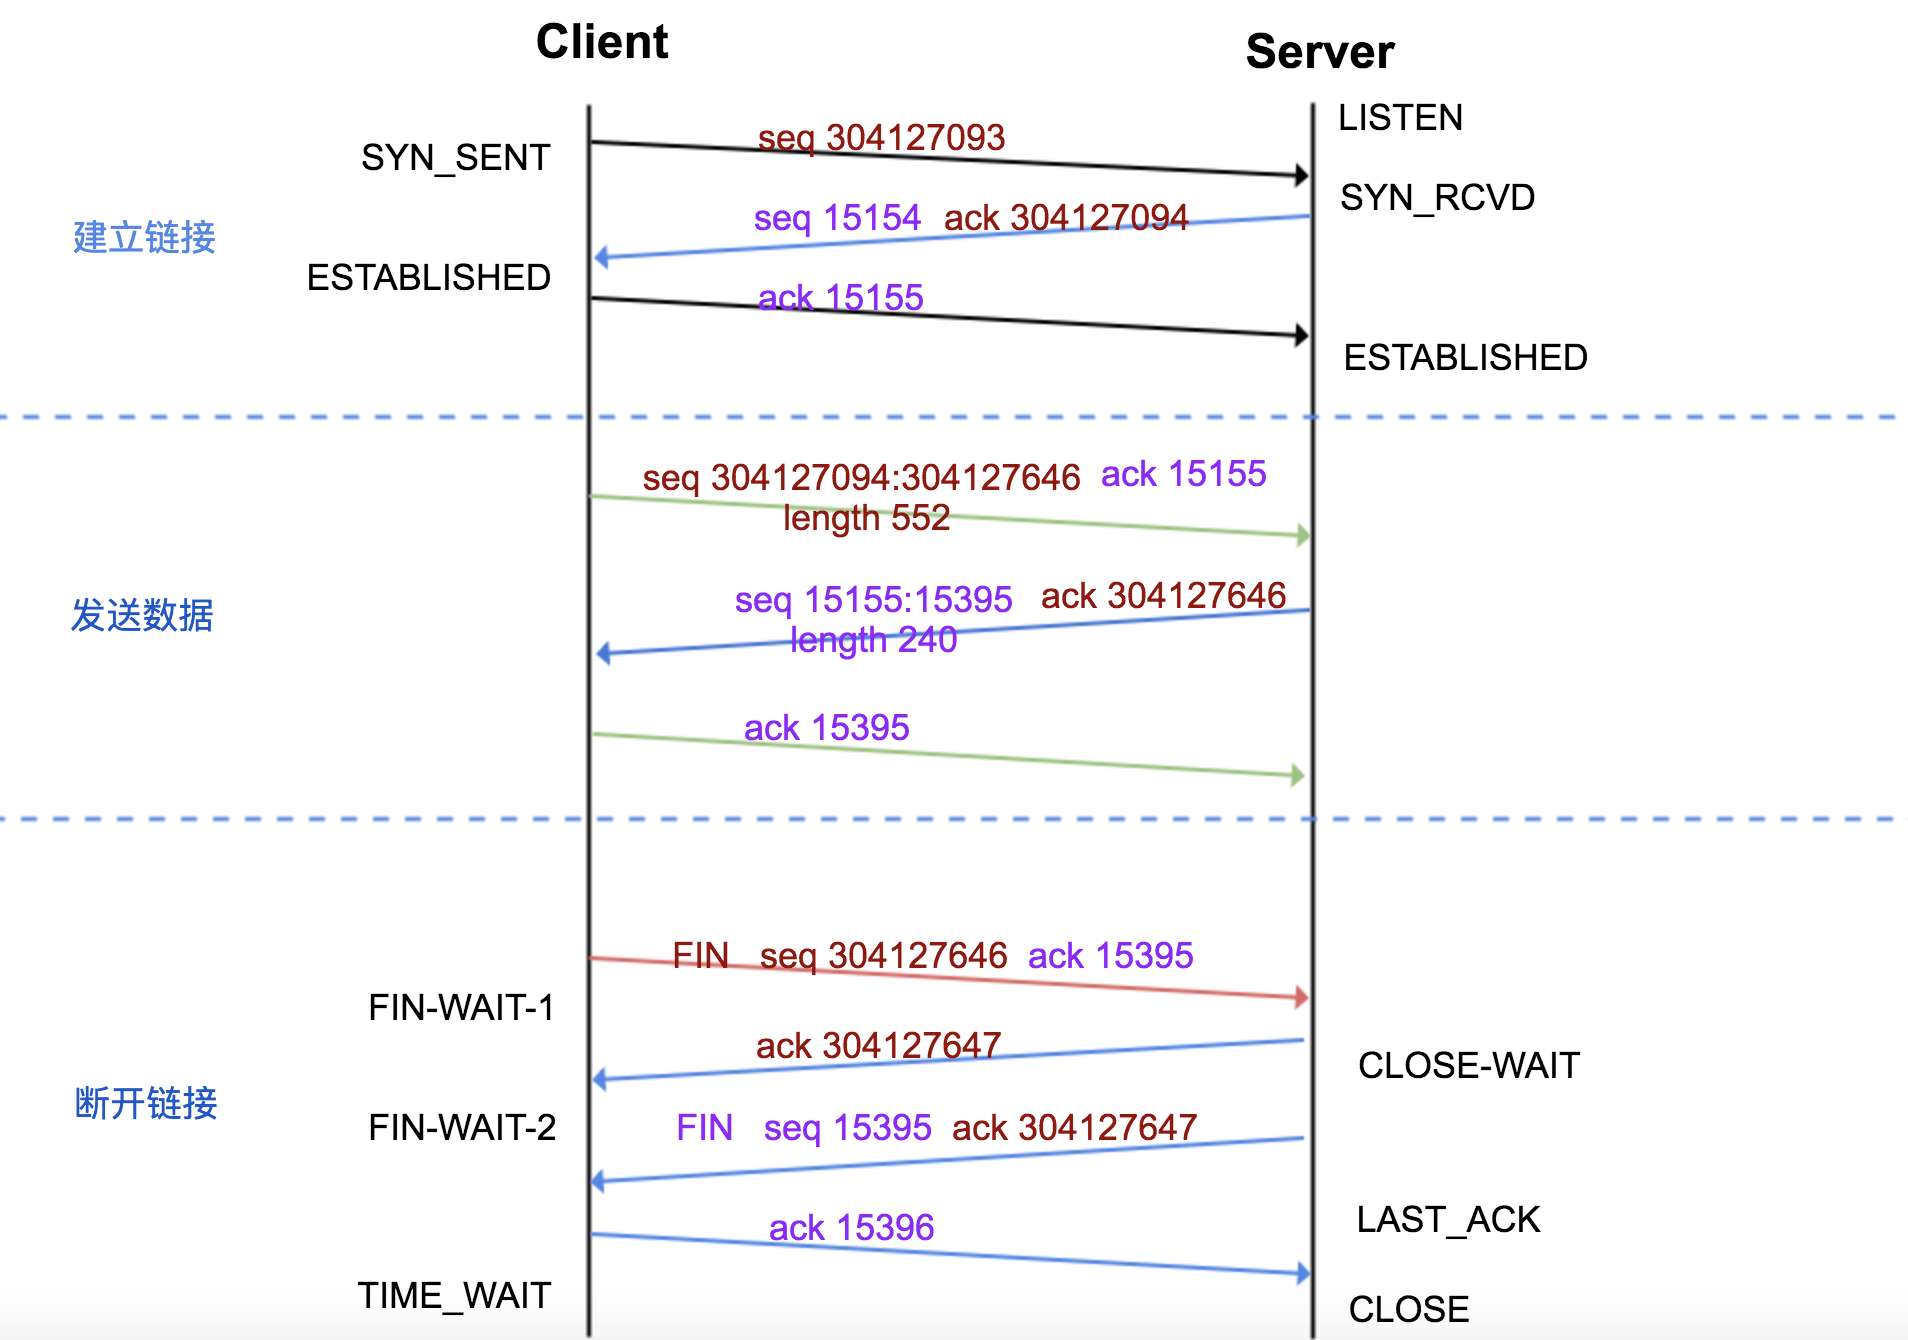 Client
Server
LISTEN
seq 304127093
SYN_SENT
SYN_RCVD
seq 15154 ack 304127094
建立链接
ESTABLISHED
ack 15155
ESTABLISHED
seq 304127094:304127646 ack 15155
length 552
seq 15155:15395 ack 304127646
发送数据
length 240
ack 15395
FIN seq 304127646 ack 15395
FIN-WAIT-1
ack 304127647
CLOSE-WAIT
断开链接
FIN-WAIT-2
FIN seq 15395 ack 304127647
LAST_ACK
ack 15396
TIME_WAIT
CLOSE